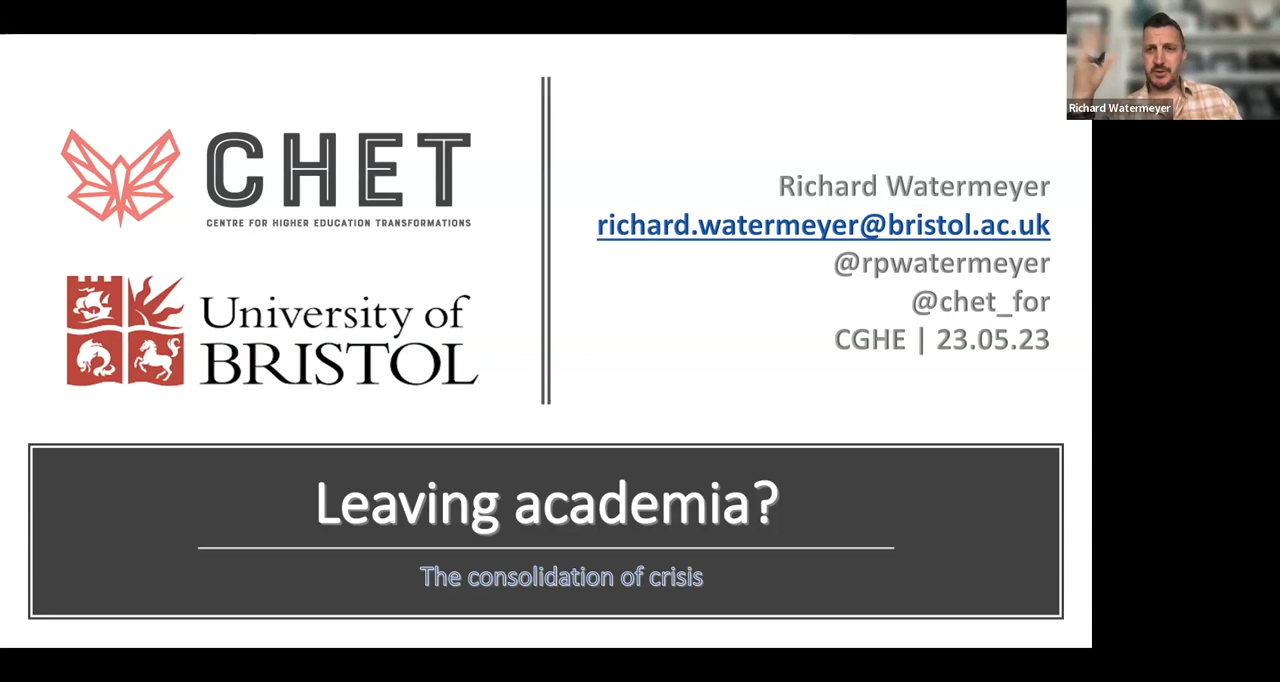 CHET
CENTRE FOR HIGHER EDUCATION TRANSFORMATIONS
University of
BRISTOL
Richard Watermeyer
richard.watermeyer@bristol.ac.uk
@rpwatermeyer
@chet_for
CGHE | 23.05.23
Leaving academia?
The consolidation of crisis
Richard Watermeyer